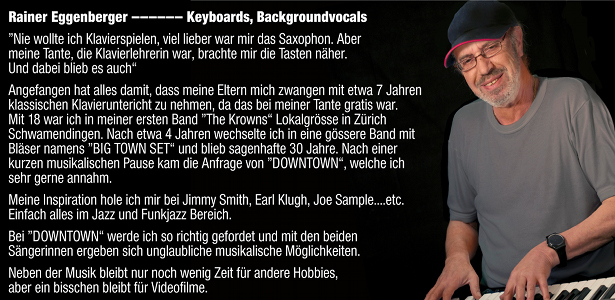 Rainer Eggenberger —————— Keyboards, Backgroundvocals
"Nie wollte ich Klavierspielen, viel lieber war mir das Saxophon. Aber
meine Tante, die Klavierlehrerin war, brachte mir die Tasten näher.
Und dabei blieb es auch“
Angefangen hat alles damit, dass meine Eltern mich zwangen mit etwa 7 Jahren
klassischen Klavierunterricht zu nehmen, da das bei meiner Tante gratis war.
Mit 18 war ich in meiner ersten Band "The Krowns“ Lokalgrösse in Zürich
Schwamendingen. Nach etwa 4 Jahren wechselte ich in eine gössere Band mit
Bläser namens "BIG TOWN SET“ und blieb sagenhafte 30 Jahre. Nach einer
kurzen musikalischen Pause kam die Anfrage von "DOWNTOWN“, welche ich
sehr gerne annahm.
Meine Inspiration hole ich mir bei Jimmy Smith, Earl Klugh, Joe Sample....etc.
Einfach alles im Jazz und Funkjazz Bereich.
Bei "DOWNTOWN“ werde ich so richtig gefordet und mit den beiden
Sängerinnen ergeben sich unglaubliche musikalische Möglichkeiten.
Neben der Musik bleibt nur noch wenig Zeit für andere Hobbies,
aber ein bisschen bleibt für Videofilme.